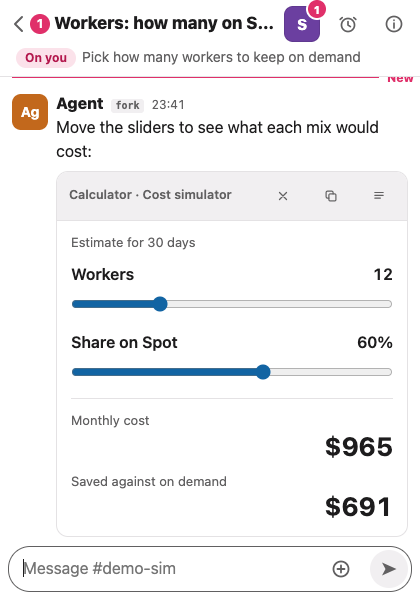 1 Workers: how many on S... S 1
On you Pick how many workers to keep on demand
New
Ag Agent fork 23:41
Move the sliders to see what each mix would
cost:
Calculator · Cost simulator
Estimate for 30 days
Workers 12
Share on Spot 60%
Monthly cost
$965
Saved against on demand
$691
Message #demo-sim